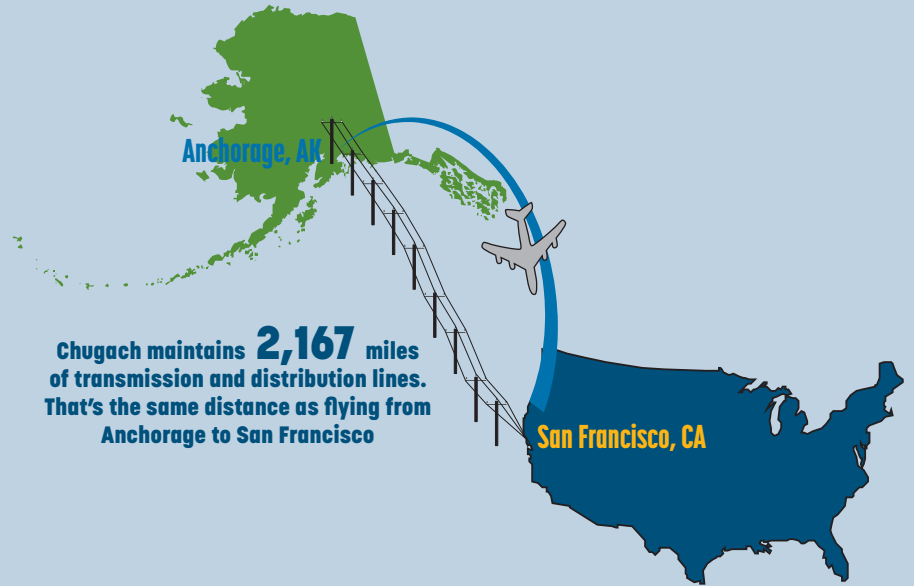 Anchorage, AK
Chugach maintains 2,167 miles
of transmission and distribution lines.
That's the same distance as flying from
Anchorage to San Francisco
San Francisco, CA